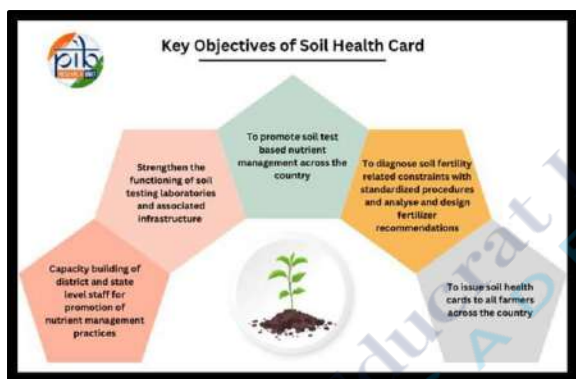 pib
RESEARCH UNIT
Key Objectives of Soil Health Card
Capacity building of
district and state
level staff for
promotion of
nutrient management
practices
Strengthen the
functioning of soil
testing laboratories
and associated
infrastructure
To promote soil test
based nutrient
management across the
country
To diagnose soil fertility
related constraints with
standardized procedures
and analyse and design
fertilizer
recommendations
To issue soil health
cards to all farmers
across the country